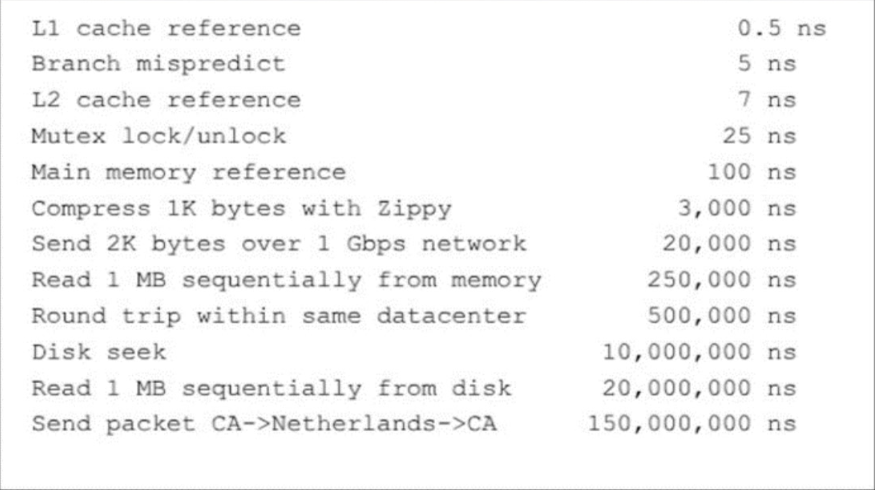 L1 cache reference 0.5 ns
Branch mispredict 5 ns
L2 cache reference 7 ns
Mutex lock/unlock 25 ns
Main memory reference 100 ns
Compress 1K bytes with Zippy 3,000 ns
Send 2K bytes over 1 Gbps network 20,000 ns
Read 1 MB sequentially from memory 250,000 ns
Round trip within same datacenter 500,000 ns
Disk seek 10,000,000 ns
Read 1 MB sequentially from disk 20,000,000 ns
Send packet CA->Netherlands->CA 150,000,000 ns